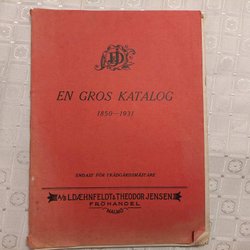 EN GROS KATALOG
1850—1931
ENDAST FÖR TRÄDGÅRDSMÄSTARE
A/B L. DÆHNFELDT & THEODOR JENSEN
FRÖHANDEL
MALMÖ